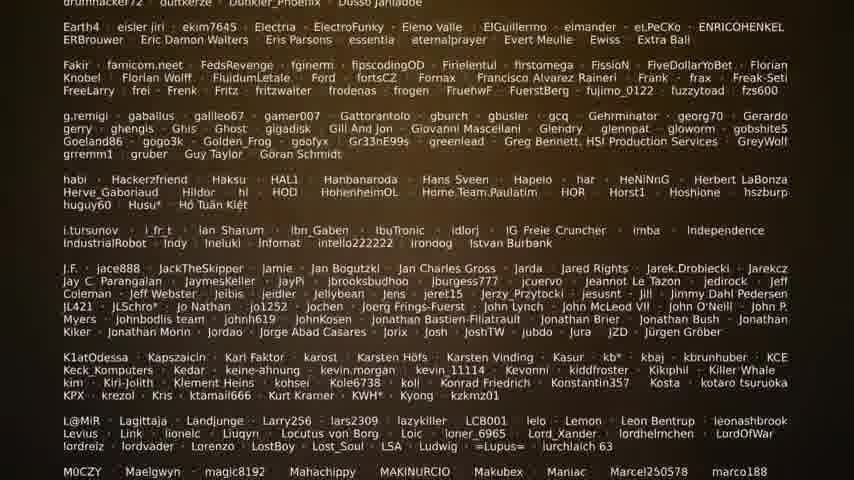 drummacker72 · duttkerze · Dunkler_Phoenix · Dusso Janladde
Earth4 · eisler jiri · ekim7645 · Electria · ElectroFunky · Eleno Valle · ElGuillermo · elmander · eLPeCKo · ENRICOHENKEL
ERBrouwer · Eric Damon Walters · Eris Parsons · essentia · eternalprayer · Evert Meulie · Ewiss · Extra Ball
Fakir · famicom.neet · FedsRevenge · fginerm · fipscodingOD · Firielentul · firstomega · FissioN · FiveDollarYoBet · Florian
Knobel · Florian Wolff · FluidumLetale · Ford · fortsCZ · Fornax · Francisco Alvarez Raineri · Frank · frax · Freak-Seti
FreeLarry · frei · Frenk · Fritz · fritzwaiter · frodenas · frogen · FruehwF · FuerstBerg · fujimo_0122 · fuzzytoad · fzs600
g.remigi · gaballus · galileo67 · gamer007 · Gattorantolo · gburch · gbusler · gcq · Gehrminator · georg70 · Gerardo
gerry · ghengis · Ghis · Ghost · gigadisk · Gill And Jon · Giovanni Mascellani · Glendry · glennpat · gloworm · gobshite5
Goeland86 · gogo3k · Golden_Frog · goofyx · Gr33nE99s · greenlead · Greg Bennett, HSI Production Services · GreyWolf
grremm1 · gruber · Guy Taylor · Göran Schmidt
habi · Hackerzfriend · Haksu · HAL1 · Hanbanaroda · Hans Sveen · Hapelo · har · HeNiNnG · Herbert LaBonza
Herve_Gaboriaud · Hildor · hl · HOD · HohenheimOL · Home.Team.Paulatim · HOR · Horst1 · Hoshione · hszburp
huguy60 · Husu* · Hồ Tuấn Kiệt
i.tursunov · i_fr_t · Ian Sharum · Ibn_Gaben · IbuTronic · idlorj · IG Freie Cruncher · imba · Independence
IndustrialRobot · Indy · Ineluki · Infomat · intello222222 · irondog · Istvan Burbank
J.F. · jace888 · JackTheSkipper · Jamie · Jan Bogutzki · Jan Charles Gross · Jarda · Jared Rights · Jarek.Drobiecki · Jarekcz
Jay C. Parangalan · JaymesKeller · JayPi · jbrooksbudhoo · Jburgess777 · jcuervo · Jeannot Le Tazon · jedirock · Jeff
Coleman · Jeff Webster · Jeibis · jeidler · Jellybean · Jens · jeret15 · Jerzy_Przytocki · jesusnt · Jill · Jimmy Dahl Pedersen
JL421 · JLSchro* · Jo Nathan · jo1252 · Jochen · Joerg Frings-Fuerst · John Lynch · John McLeod VII · John O'Neill · John P.
Myers · johnbodlis team · johnh619 · JohnKosen · Jonathan Bastien-Filiatrault · Jonathan Brier · Jonathan Bush · Jonathan
Kiker · Jonathan Morin · Jordao · Jorge Abad Casares · Jorix · Josh · JoshTW · jubdo · Jura · JZD · Jürgen Gröber
K1atOdessa · Kapszaicin · Karl Faktor · karost · Karsten Höfs · Karsten Vinding · Kasur · kb* · kbaj · kbrunhuber · KCE
Keck_Komputers · Kedar · keine-ahnung · kevin.morgan · kevin_11114 · Kevonni · kiddfroster · Kikiphil · Killer Whale
kim · Kiri-Jolith · Klement Heins · kohsei · Kole6738 · koli · Konrad Friedrich · Konstantin357 · Kosta · kotaro tsuruoka
KPX · krezol · Kris · ktamail666 · Kurt Kramer · KWH* · Kyong · kzkmz01
L@MiR · Lagittaja · Landjunge · Larry256 · lars2309 · lazykiller · LCB001 · lelo · Lemon · Leon Bentrup · leonashbrook
Levius · Link · lionelc · Liuqyn · Locutus von Borg · Loic · loner_6965 · Lord_Xander · lordhelmchen · LordOfWar
lordreiz · lordvader · Lorenzo · LostBoy · Lost_Soul · LSA · Ludwig · =Lupus= · lurchlaich 63
M0CZY · Maelgwyn · magic8192 · Mahachippy · MAKINURCIO · Makubex · Maniac · Marcel250578 · marco188